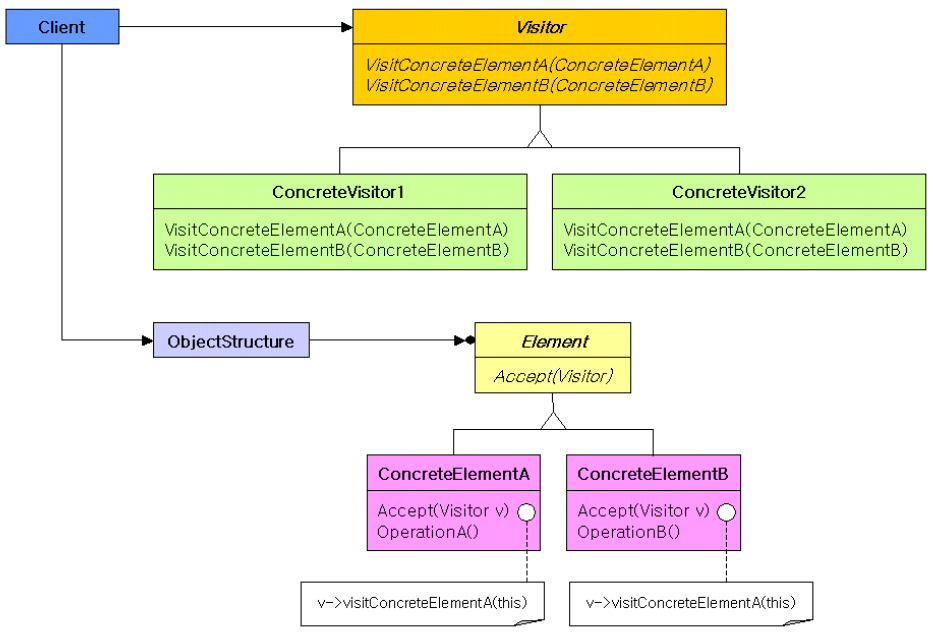 Client
Visitor
VisitConcreteElementA(ConcreteElementA)
VisitConcreteElementB(ConcreteElementB)
ConcreteVisitor1
VisitConcreteElementA(ConcreteElementA)
VisitConcreteElementB(ConcreteElementB)
ConcreteVisitor2
VisitConcreteElementA(ConcreteElementA)
VisitConcreteElementB(ConcreteElementB)
ObjectStructure
Element
Accept(Visitor)
ConcreteElementA
Accept(Visitor v)
OperationA()
ConcreteElementB
Accept(Visitor v)
OperationB()
v->visitConcreteElementA(this)
v->visitConcreteElementA(this)